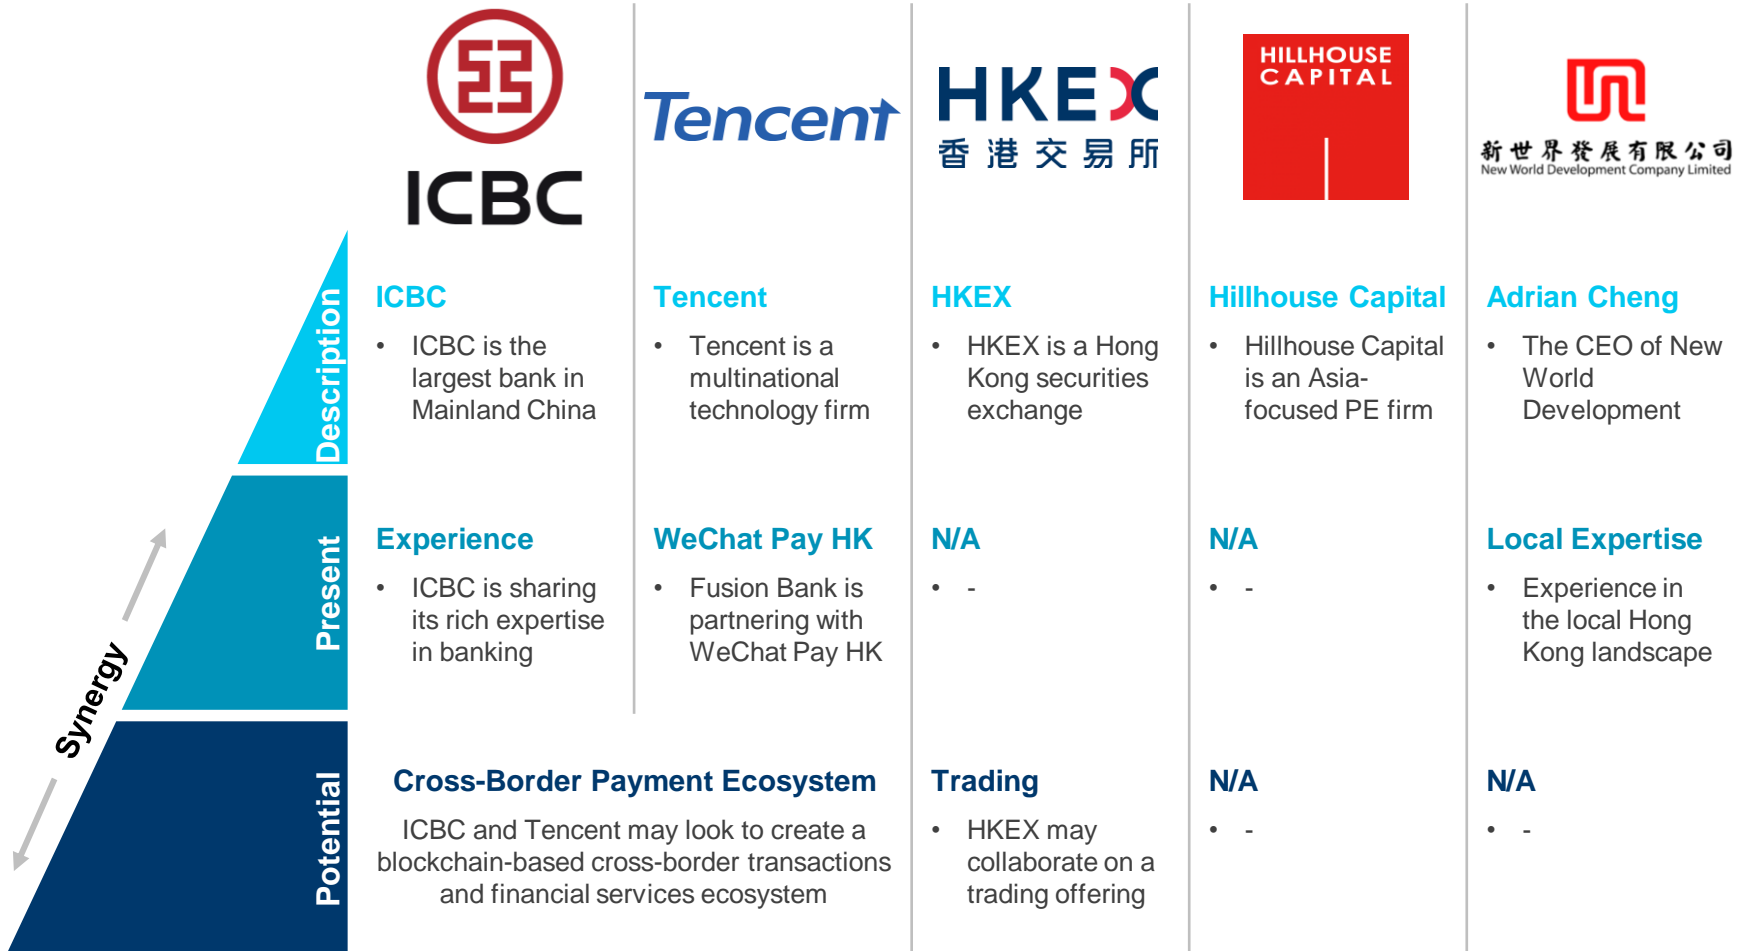 ICBC
Tencent
HKEX
香港交易所
HILLHOUSE
CAPITAL
新世界發展有限公司
New World Development Company Limited
Description
ICBC
• ICBC is the
largest bank in
Mainland China
Tencent
• Tencent is a
multinational
technology firm
HKEX
• HKEX is a Hong
Kong securities
exchange
Hillhouse Capital
• Hillhouse Capital
is an Asia-
focused PE firm
Adrian Cheng
• The CEO of New
World
Development
Synergy
Present
Experience
• ICBC is sharing
its rich expertise
in banking
WeChat Pay HK
• Fusion Bank is
partnering with
WeChat Pay HK
N/A
• -
N/A
• -
Local Expertise
• Experience in
the local Hong
Kong landscape
Potential
Cross-Border Payment Ecosystem
ICBC and Tencent may look to create a
blockchain-based cross-border transactions
and financial services ecosystem
Trading
• HKEX may
collaborate on a
trading offering
N/A
• -
N/A
• -